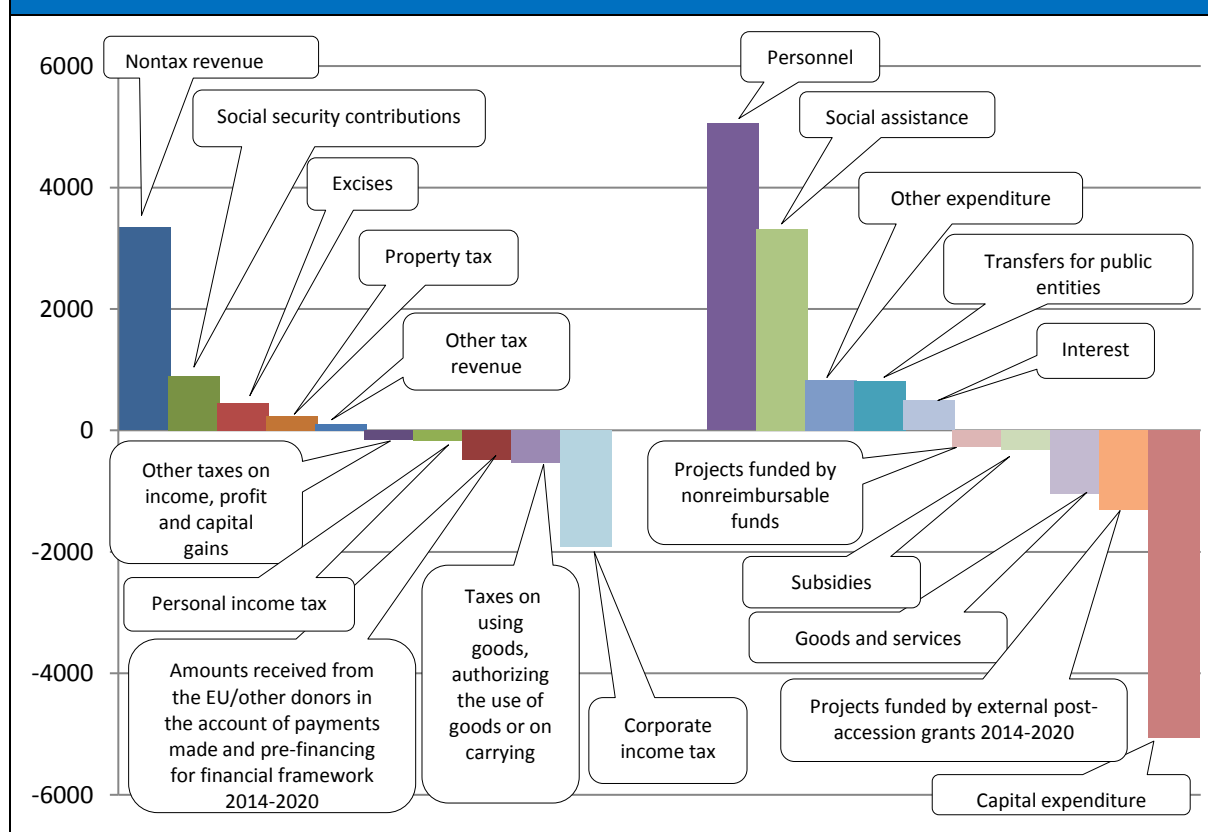 6000
4000
2000
0
-2000
-4000
-6000
Nontax revenue
Social security contributions
Excises
Property tax
Other tax
revenue
Other taxes on
income, profit
and capital
gains
Personal income tax
Amounts received from
the EU/other donors in
the account of payments
made and pre-financing
for financial framework
2014-2020
Taxes on
using
goods,
authorizing
the use of
goods or on
carrying
Corporate
income tax
Personnel
Social assistance
Other expenditure
Transfers for public
entities
Interest
Projects funded by
nonreimbursable
funds
Subsidies
Goods and services
Projects funded by external post-
accession grants 2014-2020
Capital expenditure